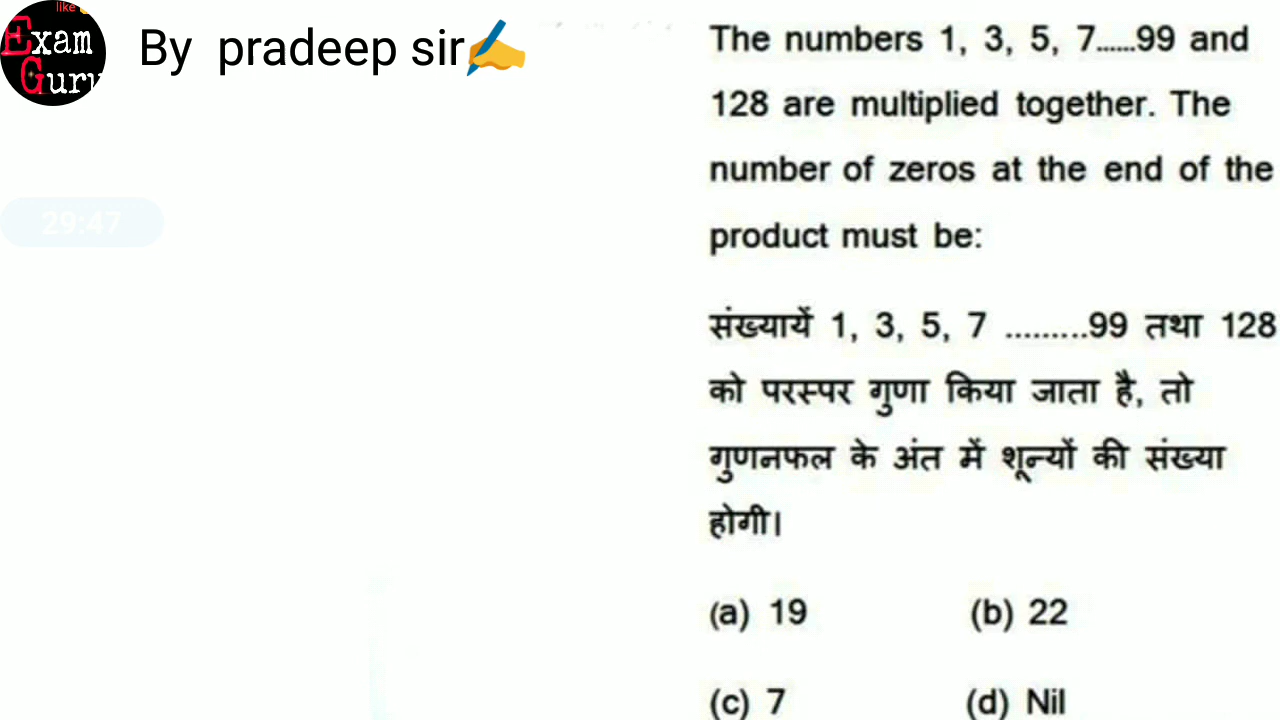 like
Exam
Guru
By pradeep sir✍️
29:47
The numbers 1, 3, 5, 7......99 and
128 are multiplied together. The
number of zeros at the end of the
product must be:
संख्यायें 1, 3, 5, 7 ..........99 तथा 128
को परस्पर गुणा किया जाता है, तो
गुणनफल के अंत में शून्यों की संख्या
होगी।
(a) 19 (b) 22
(c) 7 (d) Nil